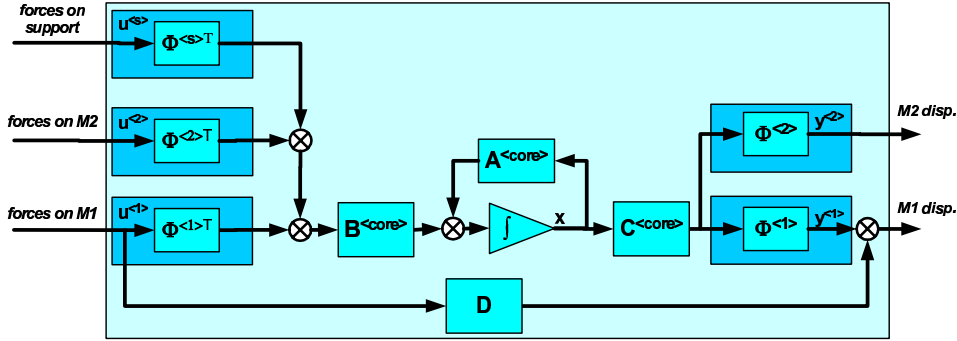 forces on
support
u<s>
Φ<s>T
forces on M2
u<2>
Φ<2>T
M2 disp.
Φ<2>
y<2>
A<core>
forces on M1
u<1>
Φ<1>T
B<core>
∫
x
C<core>
Φ<1>
y<1>
M1 disp.
D